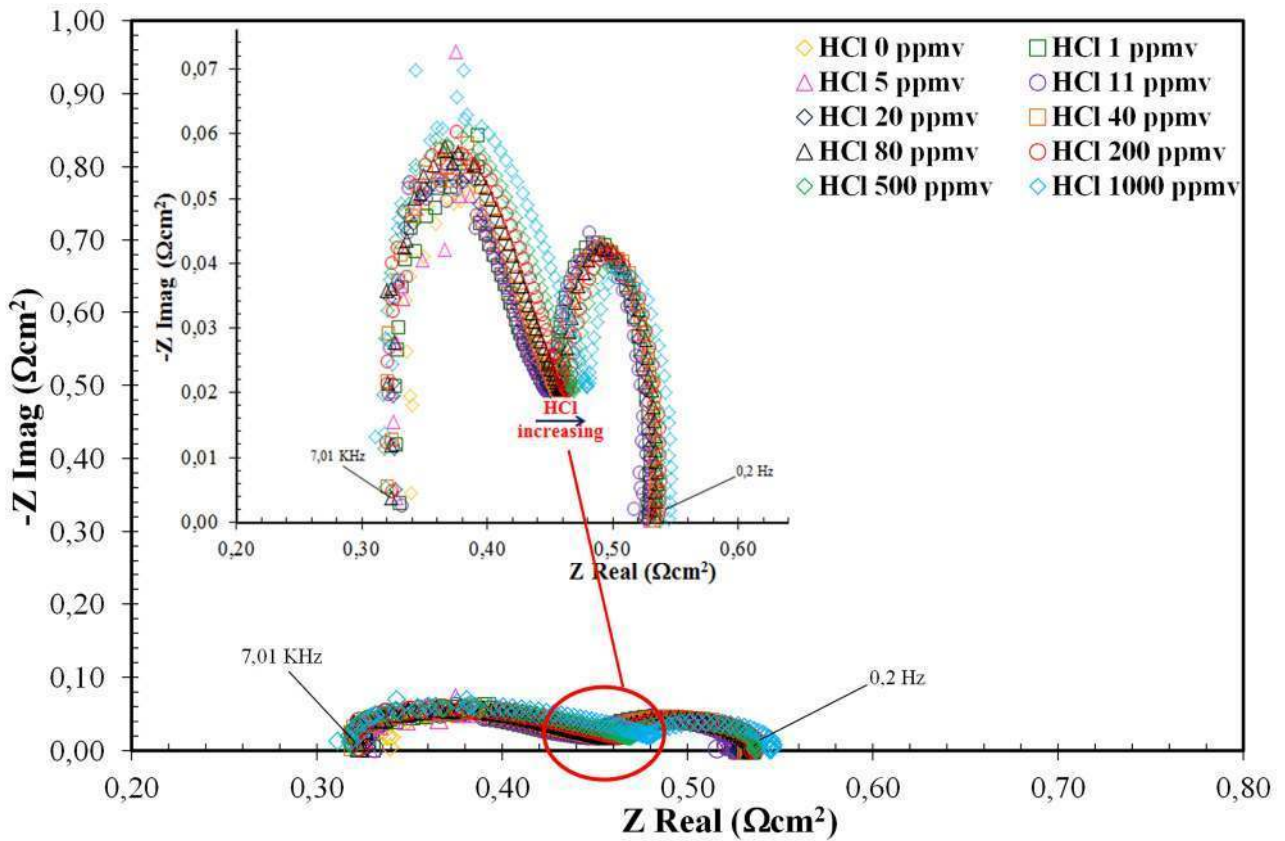 1,00
0,90
0,80
0,70
0,60
0,50
0,40
0,30
0,20
0,10
0,00
-Z Imag (Ωcm²)
0,20
0,30
0,40
0,50
0,60
0,70
0,80
Z Real (Ωcm²)
HCl 0 ppmv
HCl 1 ppmv
HCl 5 ppmv
HCl 11 ppmv
HCl 20 ppmv
HCl 40 ppmv
HCl 80 ppmv
HCl 200 ppmv
HCl 500 ppmv
HCl 1000 ppmv
0,07
0,06
0,05
0,04
0,03
0,02
0,01
0,00
-Z Imag (Ωcm²)
0,20
0,30
0,40
0,50
0,60
Z Real (Ωcm²)
HCl
increasing
7,01 KHz
0,2 Hz
7,01 KHz
0,2 Hz